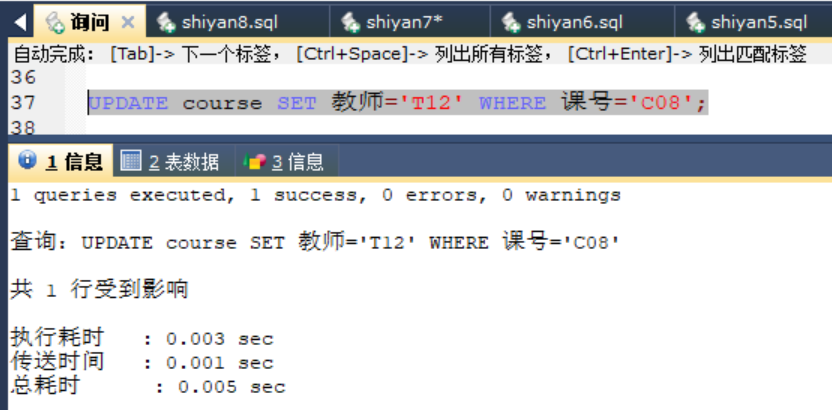 询问 shiyan8.sql shiyan7* shiyan6.sql shiyan5.sql
自动完成： [Tab]-> 下一个标签， [Ctrl+Space]-> 列出所有标签， [Ctrl+Enter]-> 列出匹配标签
36
37 UPDATE course SET 教师='T12' WHERE 课号='C08';
38
1 信息 2 表数据 3 信息
1 queries executed, 1 success, 0 errors, 0 warnings
查询：UPDATE course SET 教师='T12' WHERE 课号='C08'
共 1 行受到影响
执行耗时 : 0.003 sec
传送时间 : 0.001 sec
总耗时 : 0.005 sec